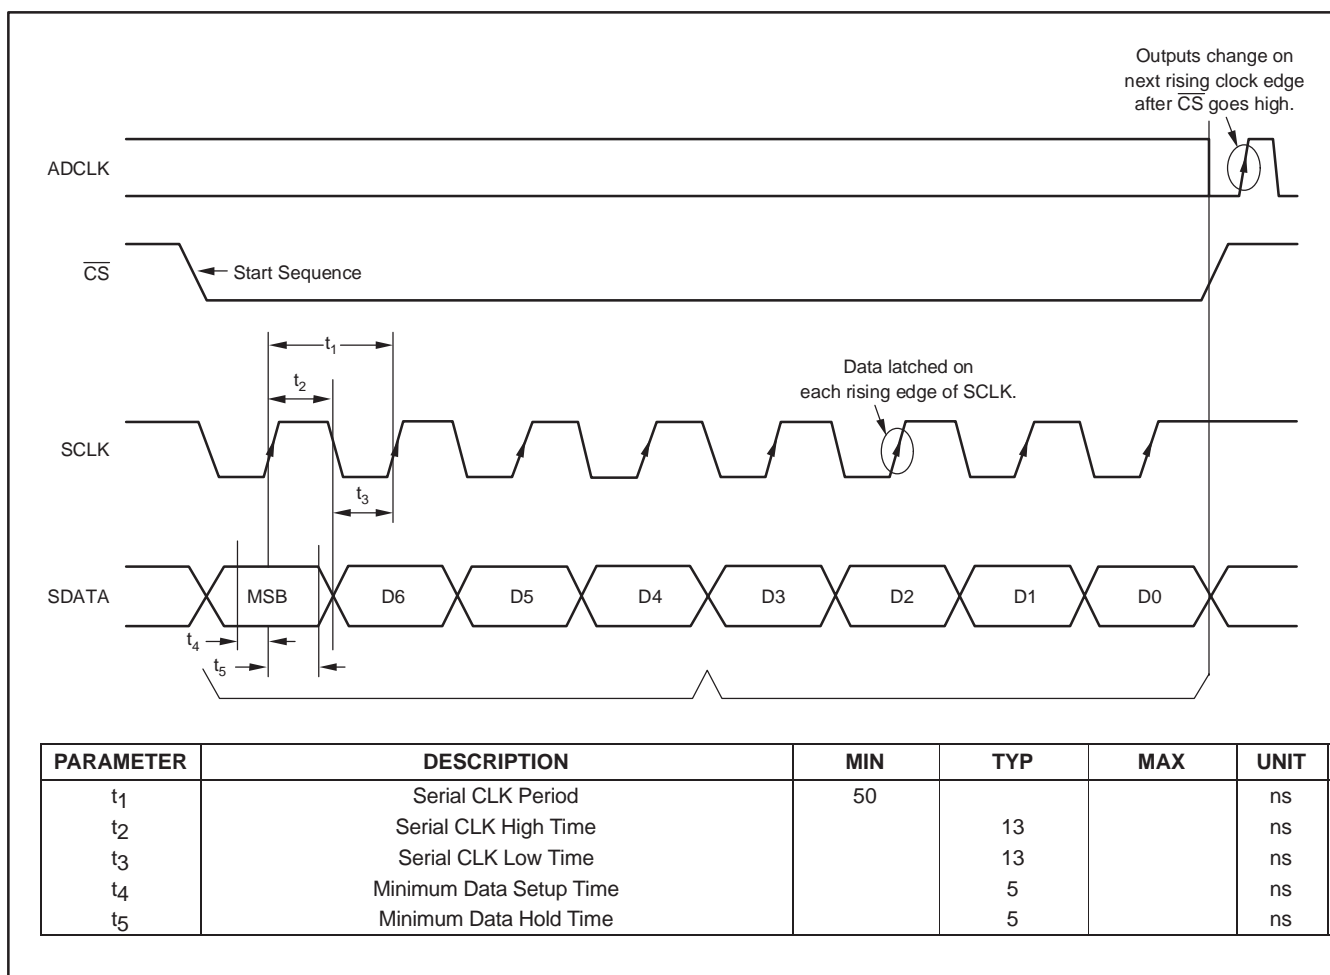 Outputs change on
next rising clock edge
after C̅S̅ goes high.
ADCLK
C̅S̅
Start Sequence
t1
t2
Data latched on
each rising edge of SCLK.
SCLK
t3
SDATA
MSB D6 D5 D4 D3 D2 D1 D0
t4
t5
PARAMETER DESCRIPTION MIN TYP MAX UNIT
t1 Serial CLK Period 50 ns
t2 Serial CLK High Time 13 ns
t3 Serial CLK Low Time 13 ns
t4 Minimum Data Setup Time 5 ns
t5 Minimum Data Hold Time 5 ns